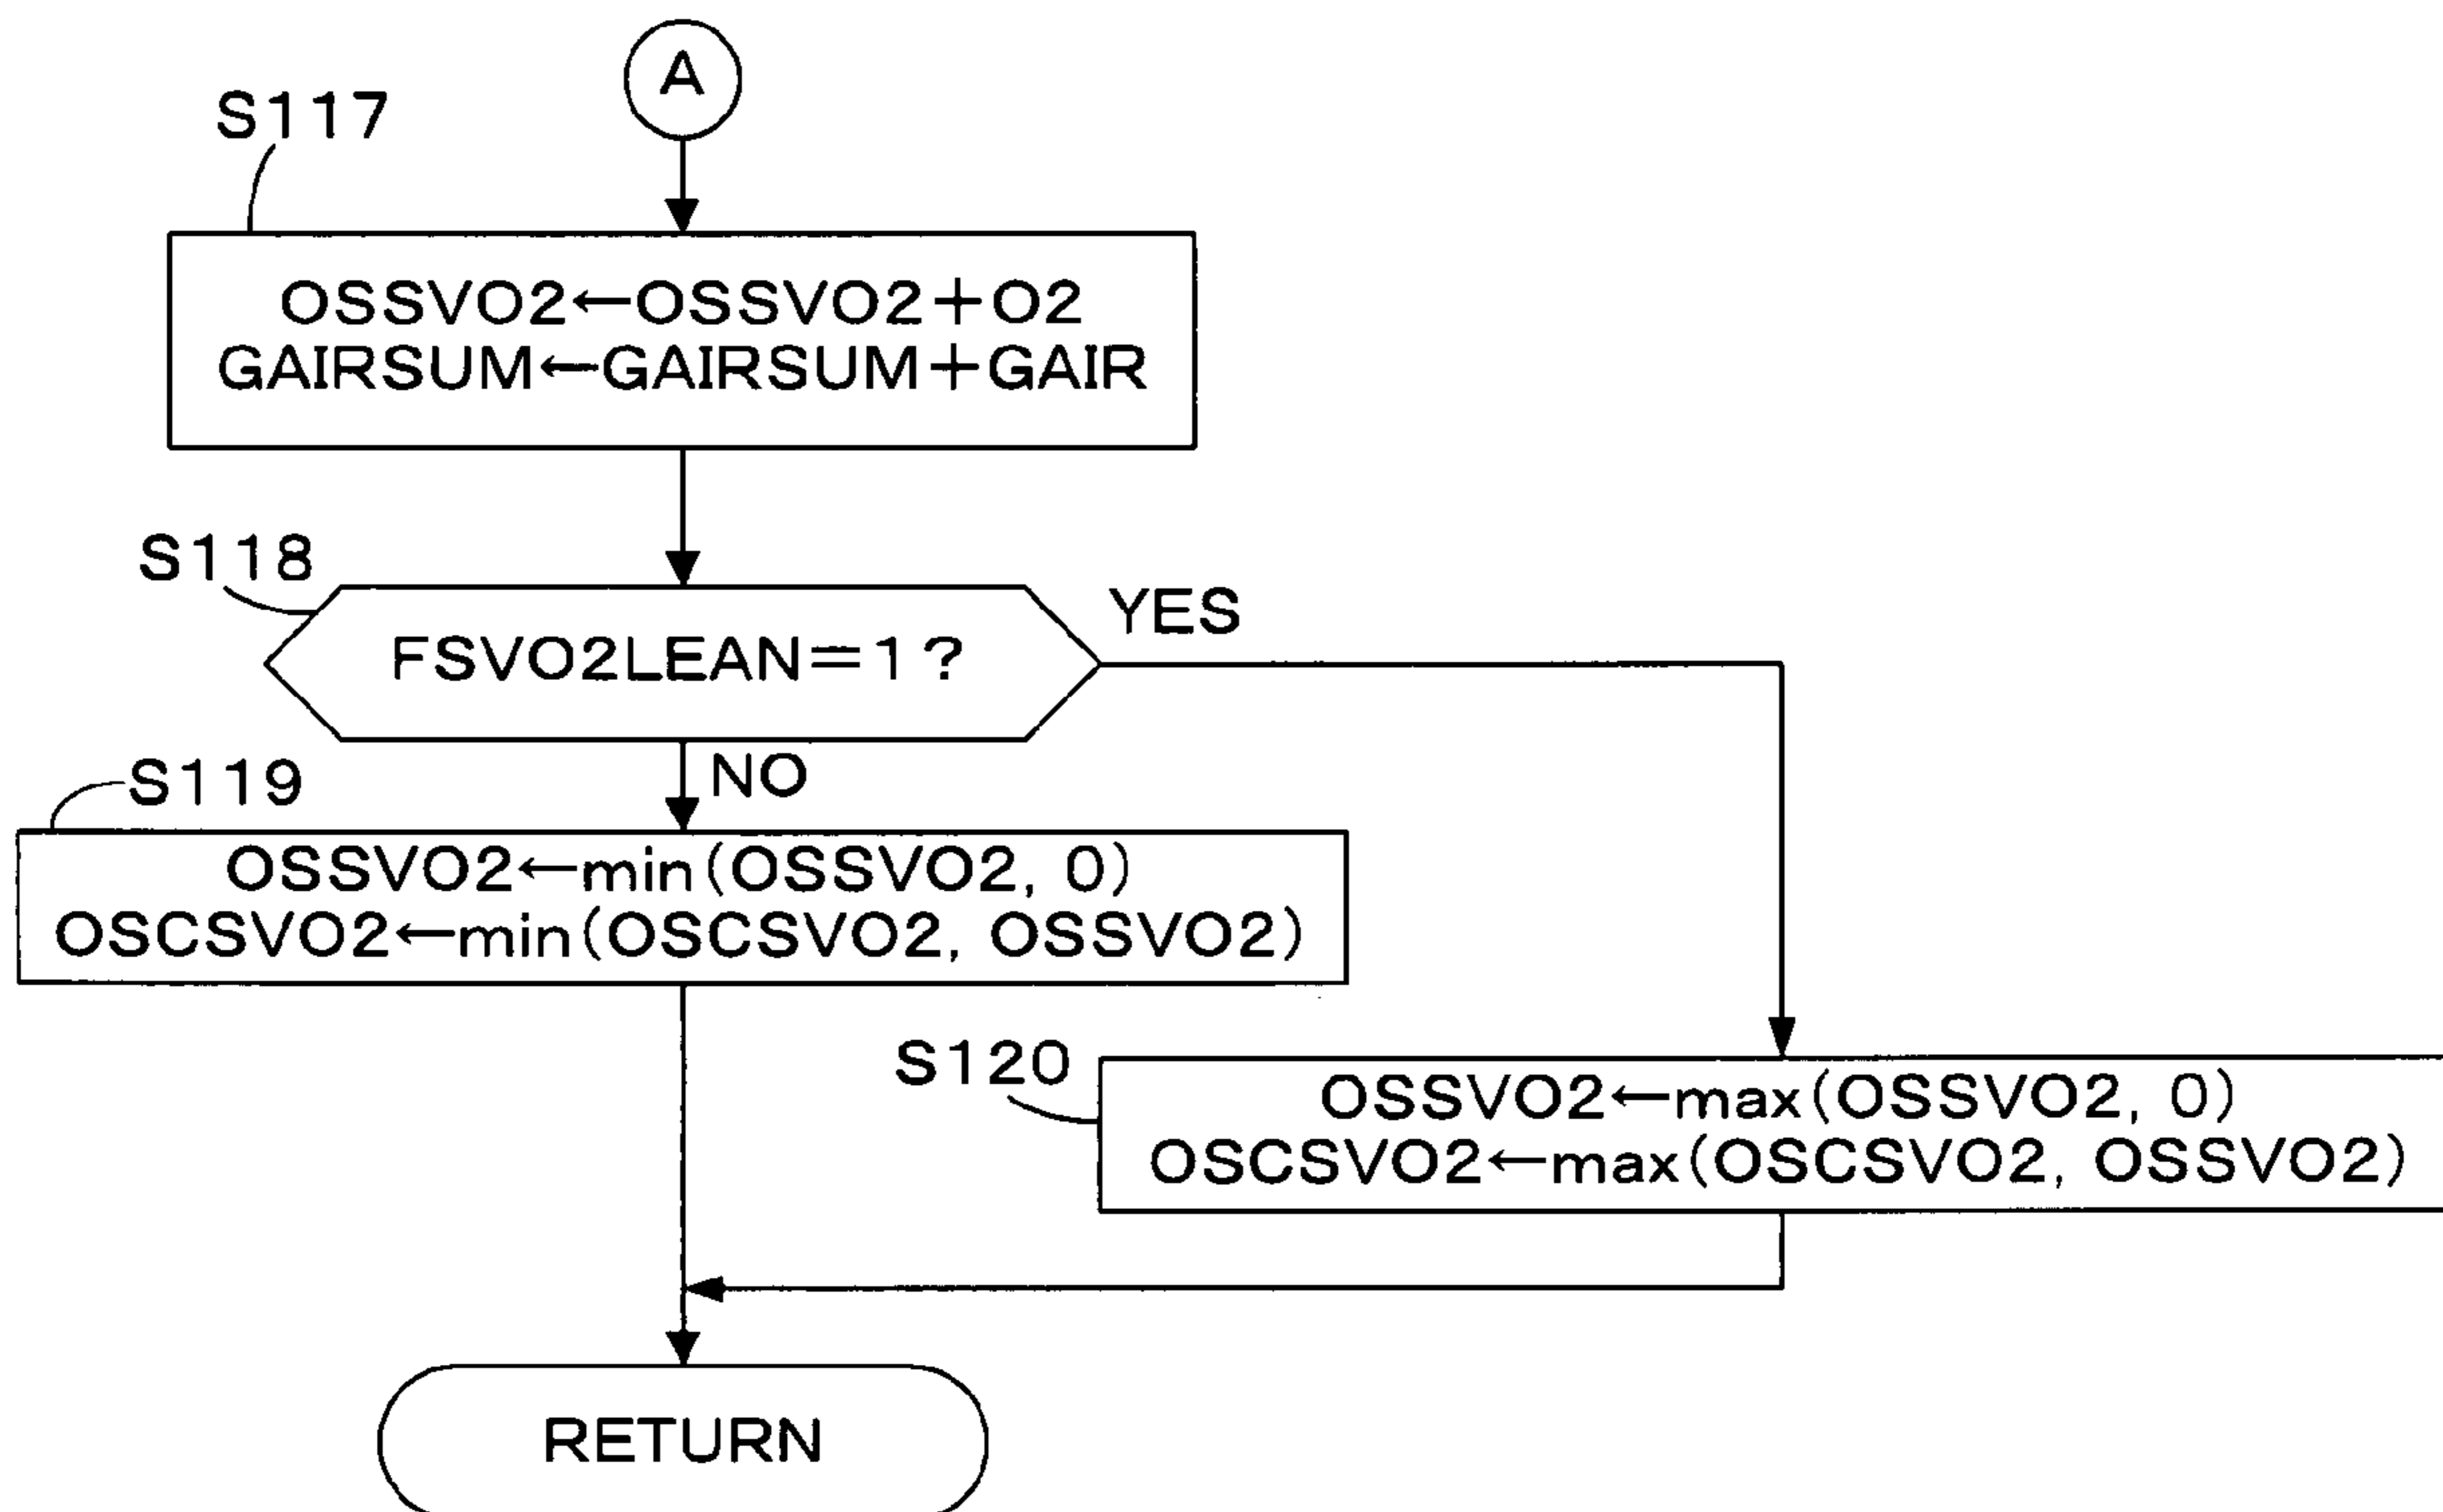 A
S117
OSSVO2←OSSVO2+O2
GAIRSUM←GAIRSUM+GAIR
S118
FSVO2LEAN=1?
YES
NO
S119
OSSVO2←min(OSSVO2, 0)
OSCSVO2←min(OSCSVO2, OSSVO2)
S120
OSSVO2←max(OSSVO2, 0)
OSCSVO2←max(OSCSVO2, OSSVO2)
RETURN